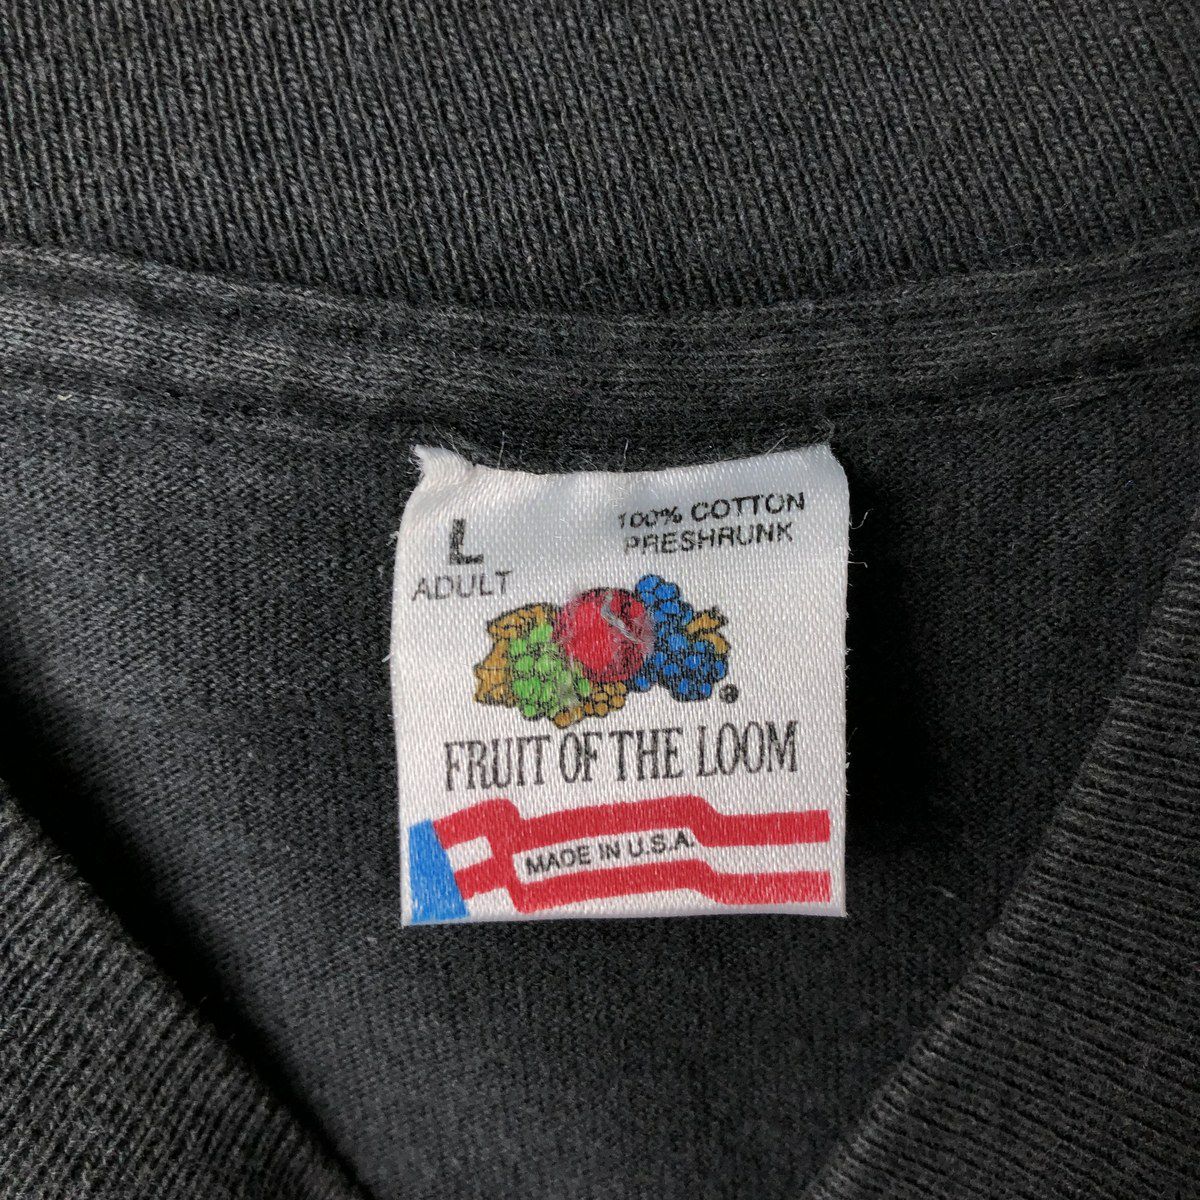 L
ADULT
100% COTTON
PRESHRUNK
®
FRUIT OF THE LOOM
MADE IN U.S.A.